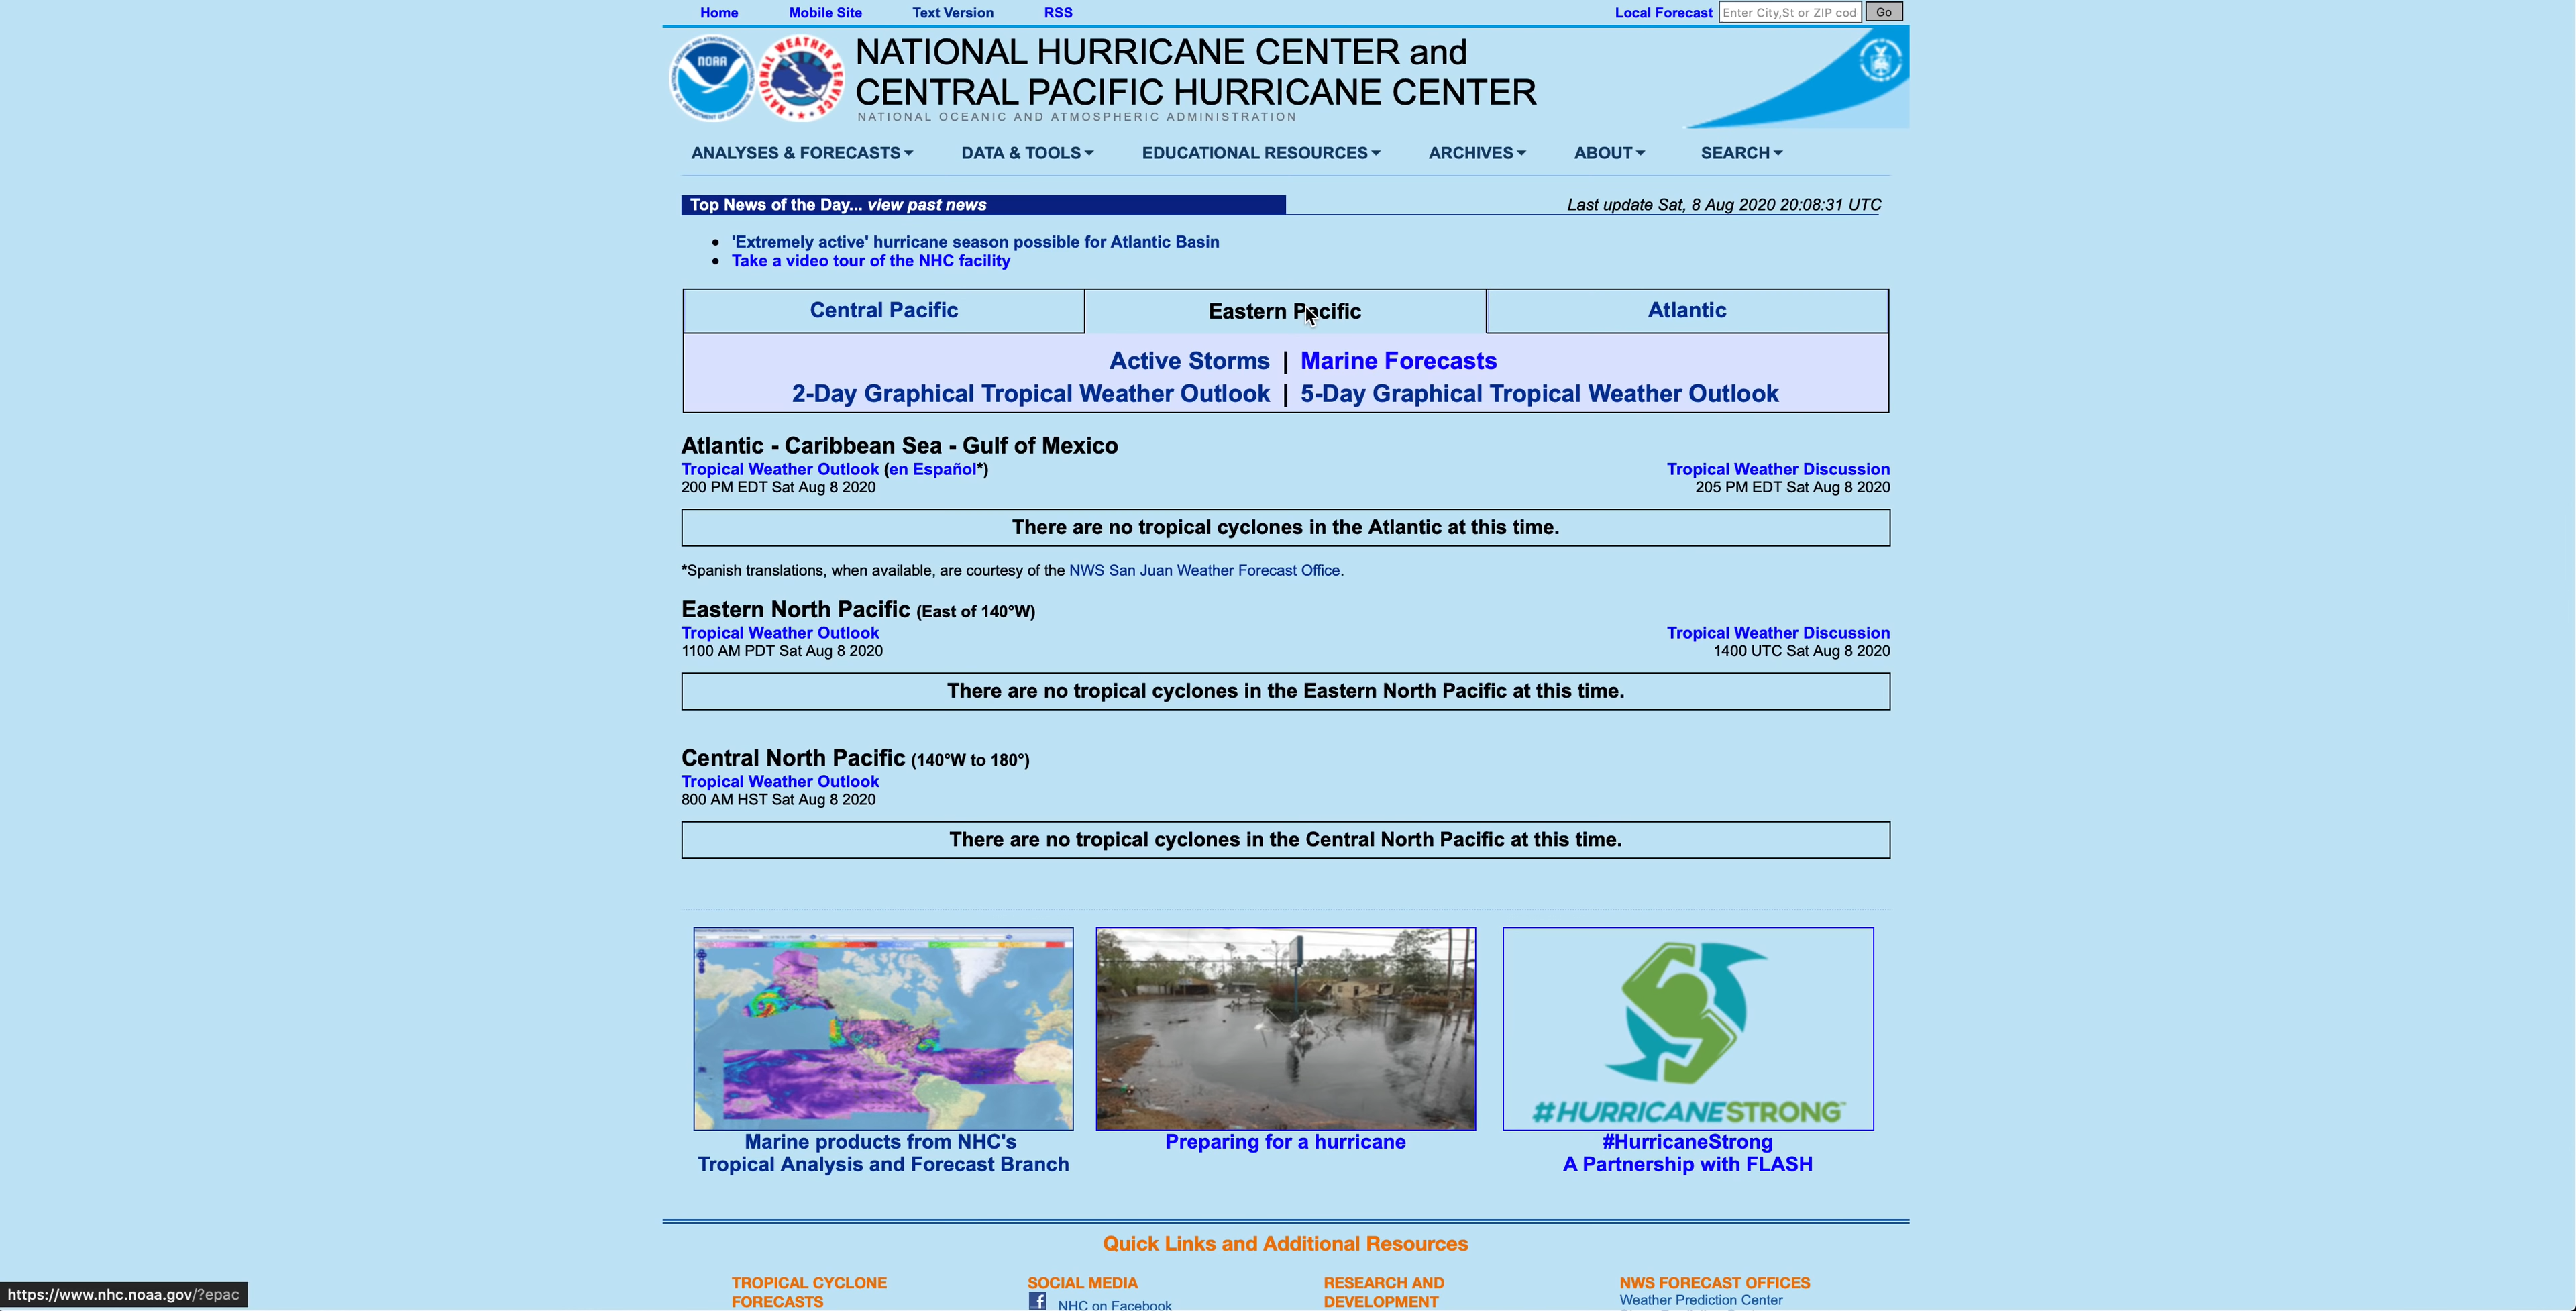 Home Mobile Site Text Version RSS Local Forecast Enter City,St or ZIP cod Go
NOAA
NATIONAL HURRICANE CENTER and
CENTRAL PACIFIC HURRICANE CENTER
NATIONAL OCEANIC AND ATMOSPHERIC ADMINISTRATION
ANALYSES & FORECASTS DATA & TOOLS EDUCATIONAL RESOURCES ARCHIVES ABOUT SEARCH
Top News of the Day... view past news Last update Sat, 8 Aug 2020 20:08:31 UTC
• 'Extremely active' hurricane season possible for Atlantic Basin
• Take a video tour of the NHC facility
Central Pacific Eastern Pacific Atlantic
Active Storms | Marine Forecasts
2-Day Graphical Tropical Weather Outlook | 5-Day Graphical Tropical Weather Outlook
Atlantic - Caribbean Sea - Gulf of Mexico
Tropical Weather Outlook (en Español*) Tropical Weather Discussion
200 PM EDT Sat Aug 8 2020 205 PM EDT Sat Aug 8 2020
There are no tropical cyclones in the Atlantic at this time.
*Spanish translations, when available, are courtesy of the NWS San Juan Weather Forecast Office.
Eastern North Pacific (East of 140°W)
Tropical Weather Outlook Tropical Weather Discussion
1100 AM PDT Sat Aug 8 2020 1400 UTC Sat Aug 8 2020
There are no tropical cyclones in the Eastern North Pacific at this time.
Central North Pacific (140°W to 180°)
Tropical Weather Outlook
800 AM HST Sat Aug 8 2020
There are no tropical cyclones in the Central North Pacific at this time.
#HURRICANESTRONG™
Marine products from NHC's
Tropical Analysis and Forecast Branch
Preparing for a hurricane
#HurricaneStrong
A Partnership with FLASH
Quick Links and Additional Resources
TROPICAL CYCLONE
FORECASTS
SOCIAL MEDIA
NHC on Facebook
RESEARCH AND
DEVELOPMENT
NWS FORECAST OFFICES
Weather Prediction Center
https://www.nhc.noaa.gov/?epac